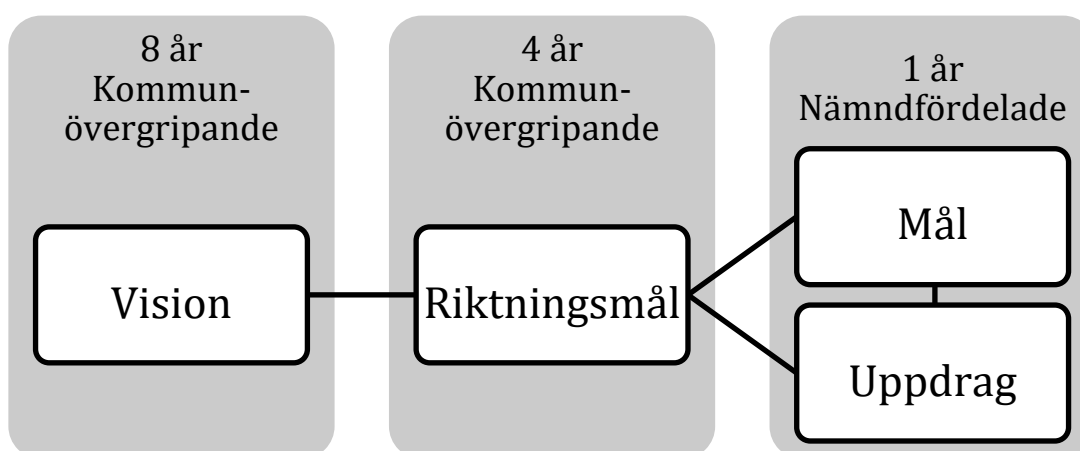 8 år
Kommun-
övergripande
Vision
4 år
Kommun-
övergripande
Riktningsmål
1 år
Nämndfördelade
Mål
Uppdrag